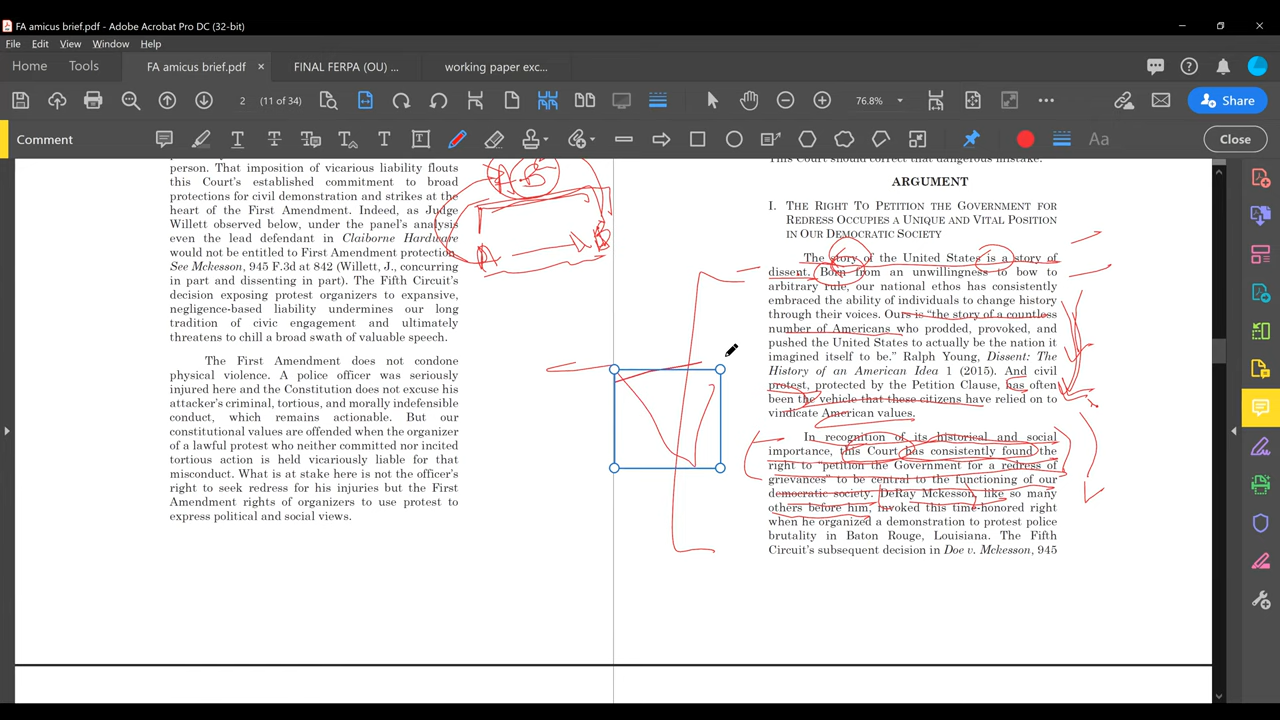 FA amicus brief.pdf - Adobe Acrobat Pro DC (32-bit)
File Edit View Window Help
Home Tools FA amicus brief.pdf × FINAL FERPA (OU) ... working paper exc...
2 (11 of 34) 76.8% Share
Comment Aa Close
person. That imposition of vicarious liability flouts
this Court's established commitment to broad
protections for civil demonstration and strikes at the
heart of the First Amendment. Indeed, as Judge
Willett observed below, under the panel's analysis
even the lead defendant in Claiborne Hardware
would not be entitled to First Amendment protection.
See Mckesson, 945 F.3d at 842 (Willett, J., concurring
in part and dissenting in part). The Fifth Circuit's
decision exposing protest organizers to expansive,
negligence-based liability undermines our long
tradition of civic engagement and ultimately
threatens to chill a broad swath of valuable speech.
The First Amendment does not condone
physical violence. A police officer was seriously
injured here and the Constitution does not excuse his
attacker's criminal, tortious, and morally indefensible
conduct, which remains actionable. But our
constitutional values are offended when the organizer
of a lawful protest who neither committed nor incited
tortious action is held vicariously liable for that
misconduct. What is at stake here is not the officer's
right to seek redress for his injuries but the First
Amendment rights of organizers to use protest to
express political and social views.
This Court should correct that dangerous mistake.
ARGUMENT
I. THE RIGHT TO PETITION THE GOVERNMENT FOR
REDRESS OCCUPIES A UNIQUE AND VITAL POSITION
IN OUR DEMOCRATIC SOCIETY
The story of the United States is a story of
dissent. Born from an unwillingness to bow to
arbitrary rule, our national ethos has consistently
embraced the ability of individuals to change history
through their voices. Ours is "the story of a countless
number of Americans who prodded, provoked, and
pushed the United States to actually be the nation it
imagined itself to be." Ralph Young, Dissent: The
History of an American Idea 1 (2015). And civil
protest, protected by the Petition Clause, has often
been the vehicle that these citizens have relied on to
vindicate American values.
In recognition of its historical and social
importance, this Court has consistently found the
right to "petition the Government for a redress of
grievances" to be central to the functioning of our
democratic society. DeRay Mckesson, like so many
others before him, invoked this time-honored right
when he organized a demonstration to protest police
brutality in Baton Rouge, Louisiana. The Fifth
Circuit's subsequent decision in Doe v. Mckesson, 945